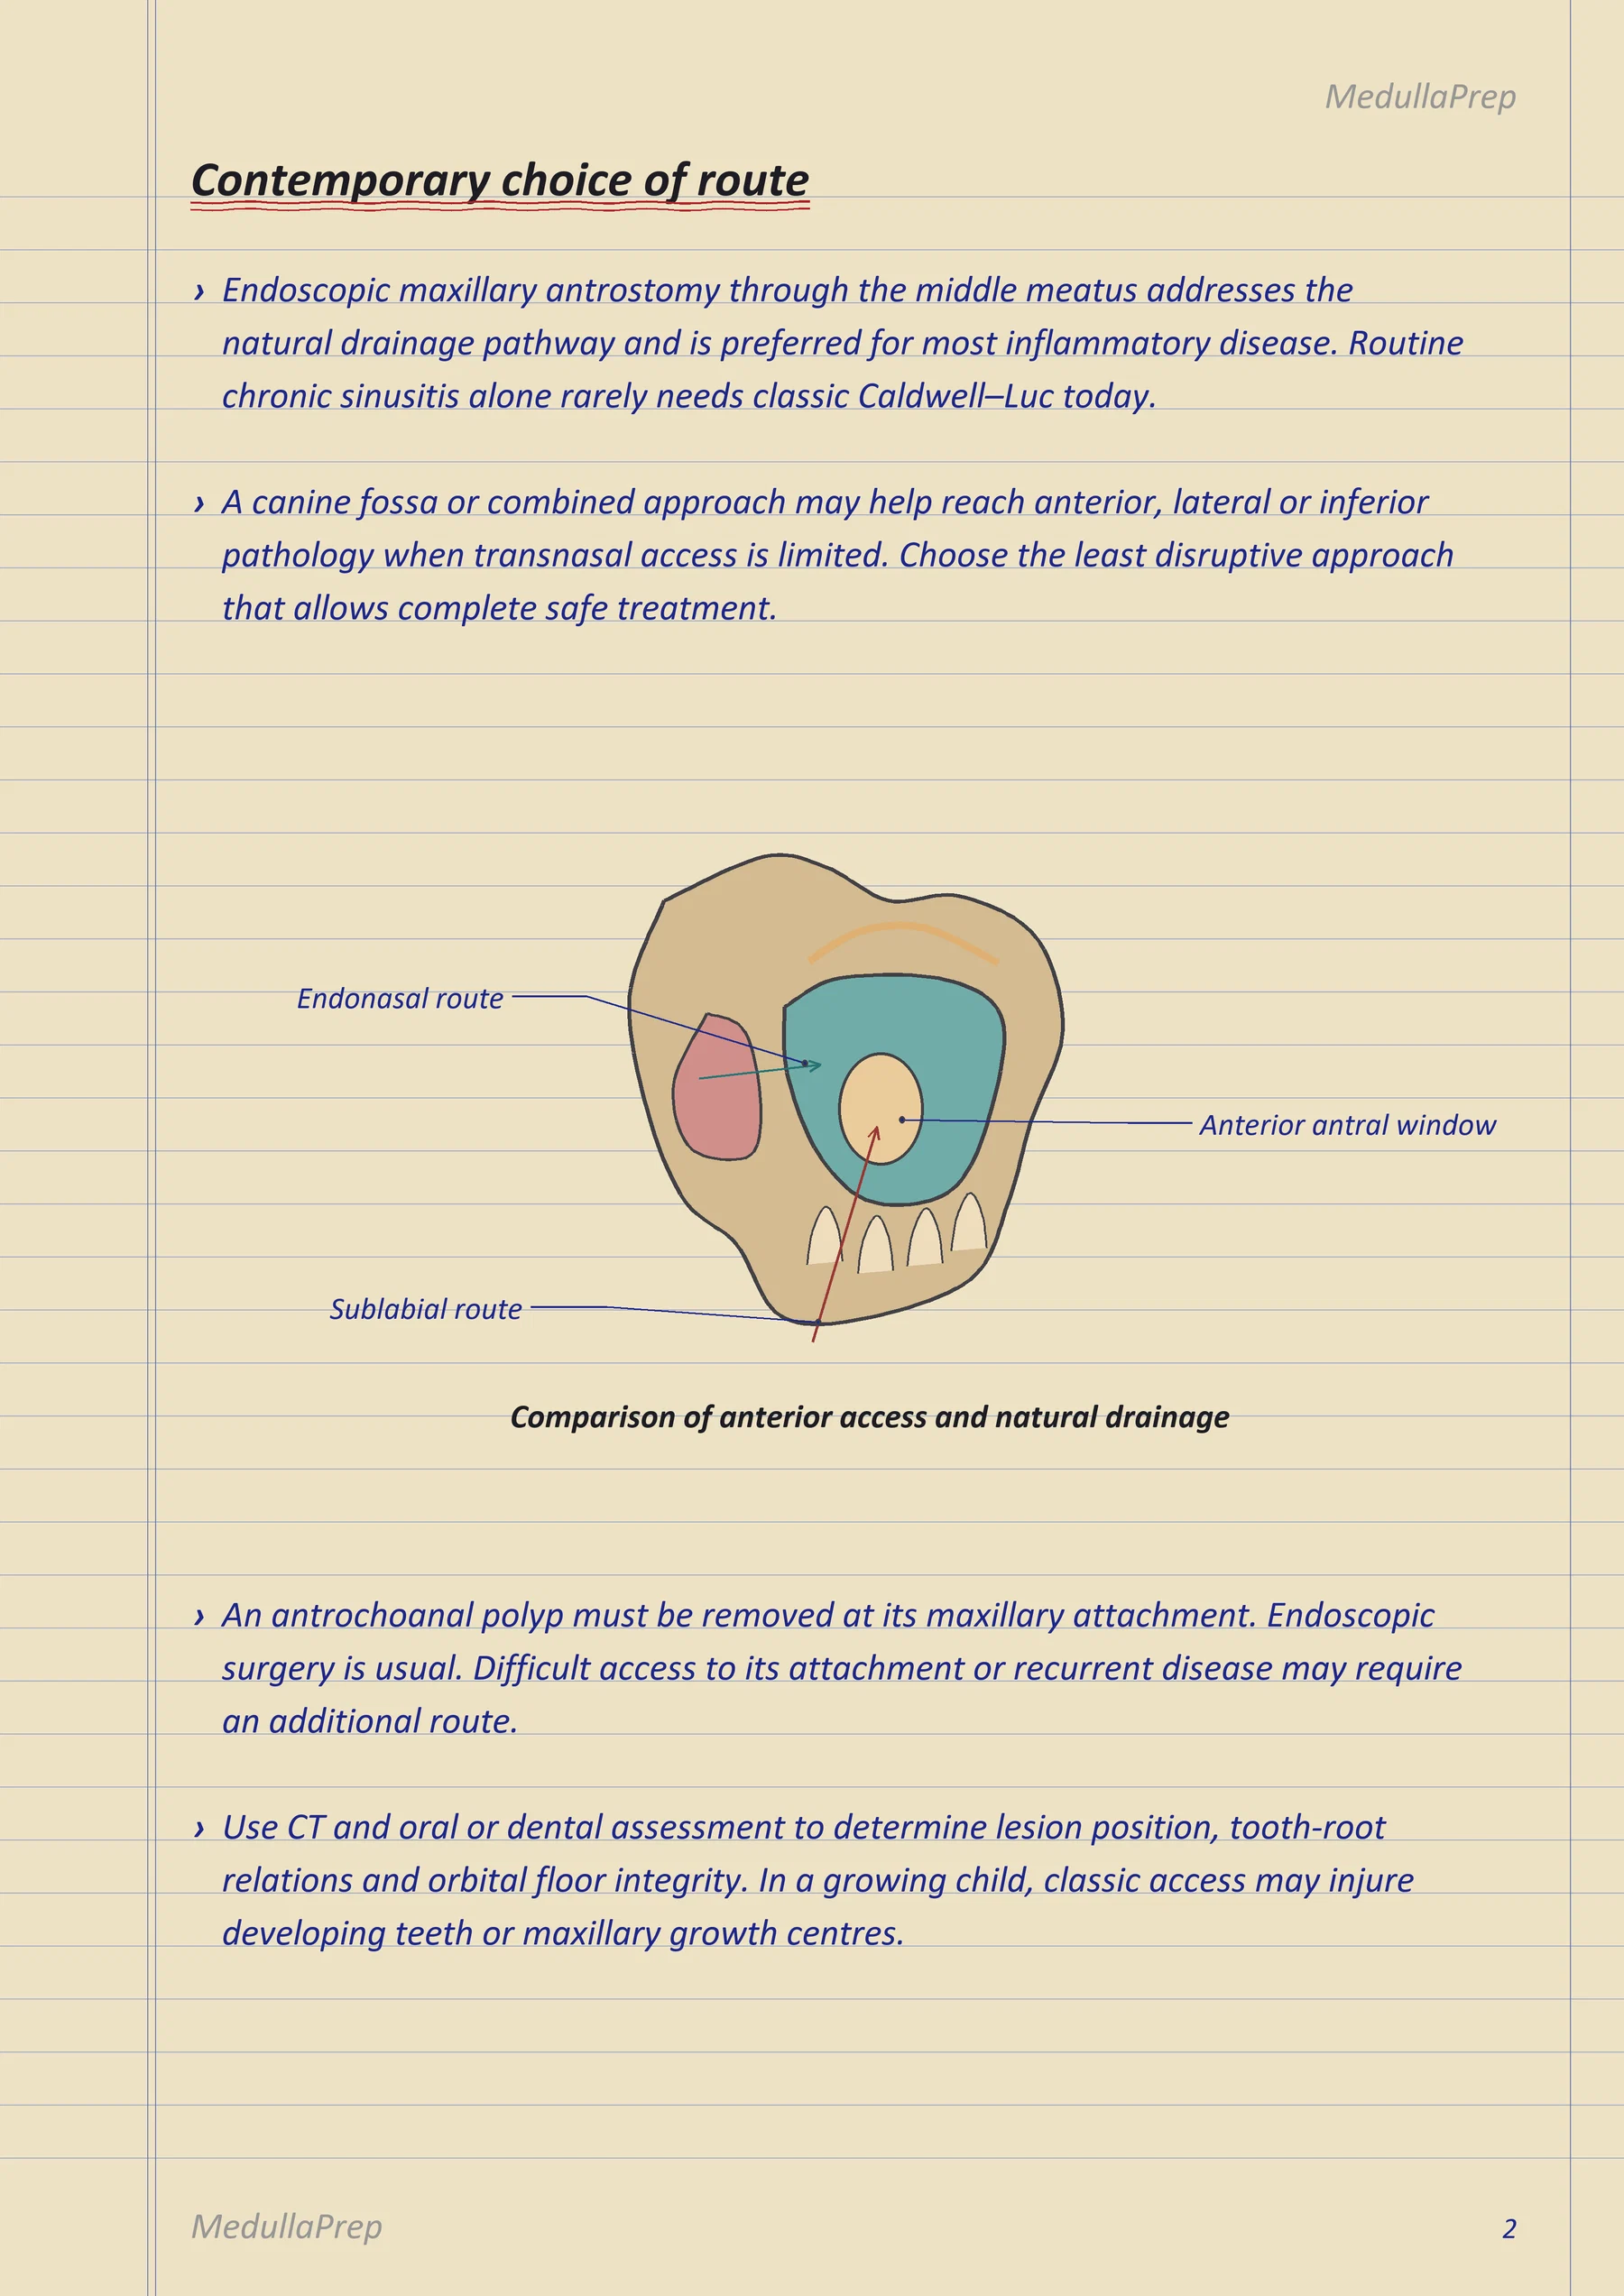 MedullaPrep
Contemporary choice of route
› Endoscopic maxillary antrostomy through the middle meatus addresses the
natural drainage pathway and is preferred for most inflammatory disease. Routine
chronic sinusitis alone rarely needs classic Caldwell–Luc today.
› A canine fossa or combined approach may help reach anterior, lateral or inferior
pathology when transnasal access is limited. Choose the least disruptive approach
that allows complete safe treatment.
Endonasal route
Anterior antral window
Sublabial route
Comparison of anterior access and natural drainage
› An antrochoanal polyp must be removed at its maxillary attachment. Endoscopic
surgery is usual. Difficult access to its attachment or recurrent disease may require
an additional route.
› Use CT and oral or dental assessment to determine lesion position, tooth-root
relations and orbital floor integrity. In a growing child, classic access may injure
developing teeth or maxillary growth centres.
MedullaPrep
2